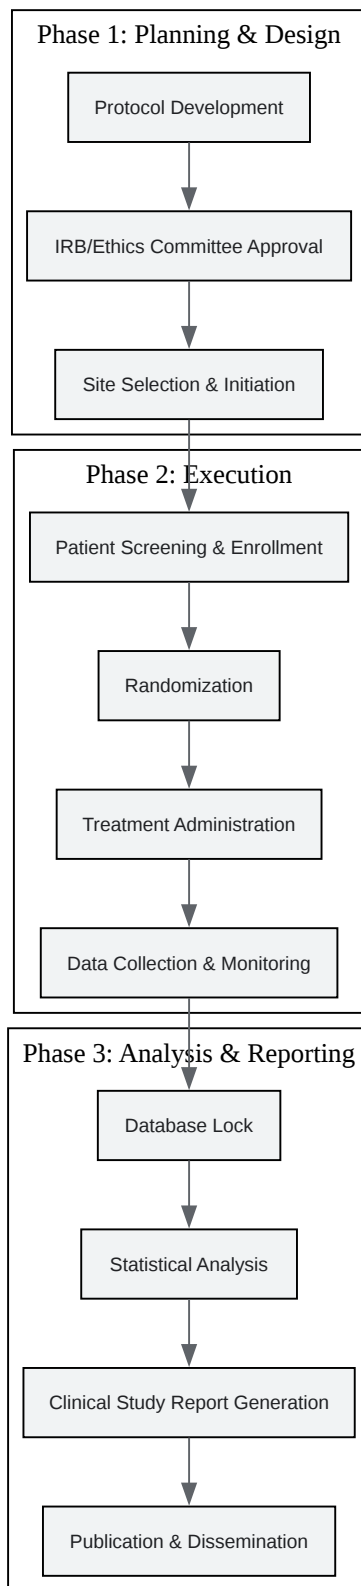 Phase 1: Planning & Design
Protocol Development
IRB/Ethics Committee Approval
Site Selection & Initiation
Phase 2: Execution
Patient Screening & Enrollment
Randomization
Treatment Administration
Data Collection & Monitoring
Phase 3: Analysis & Reporting
Database Lock
Statistical Analysis
Clinical Study Report Generation
Publication & Dissemination